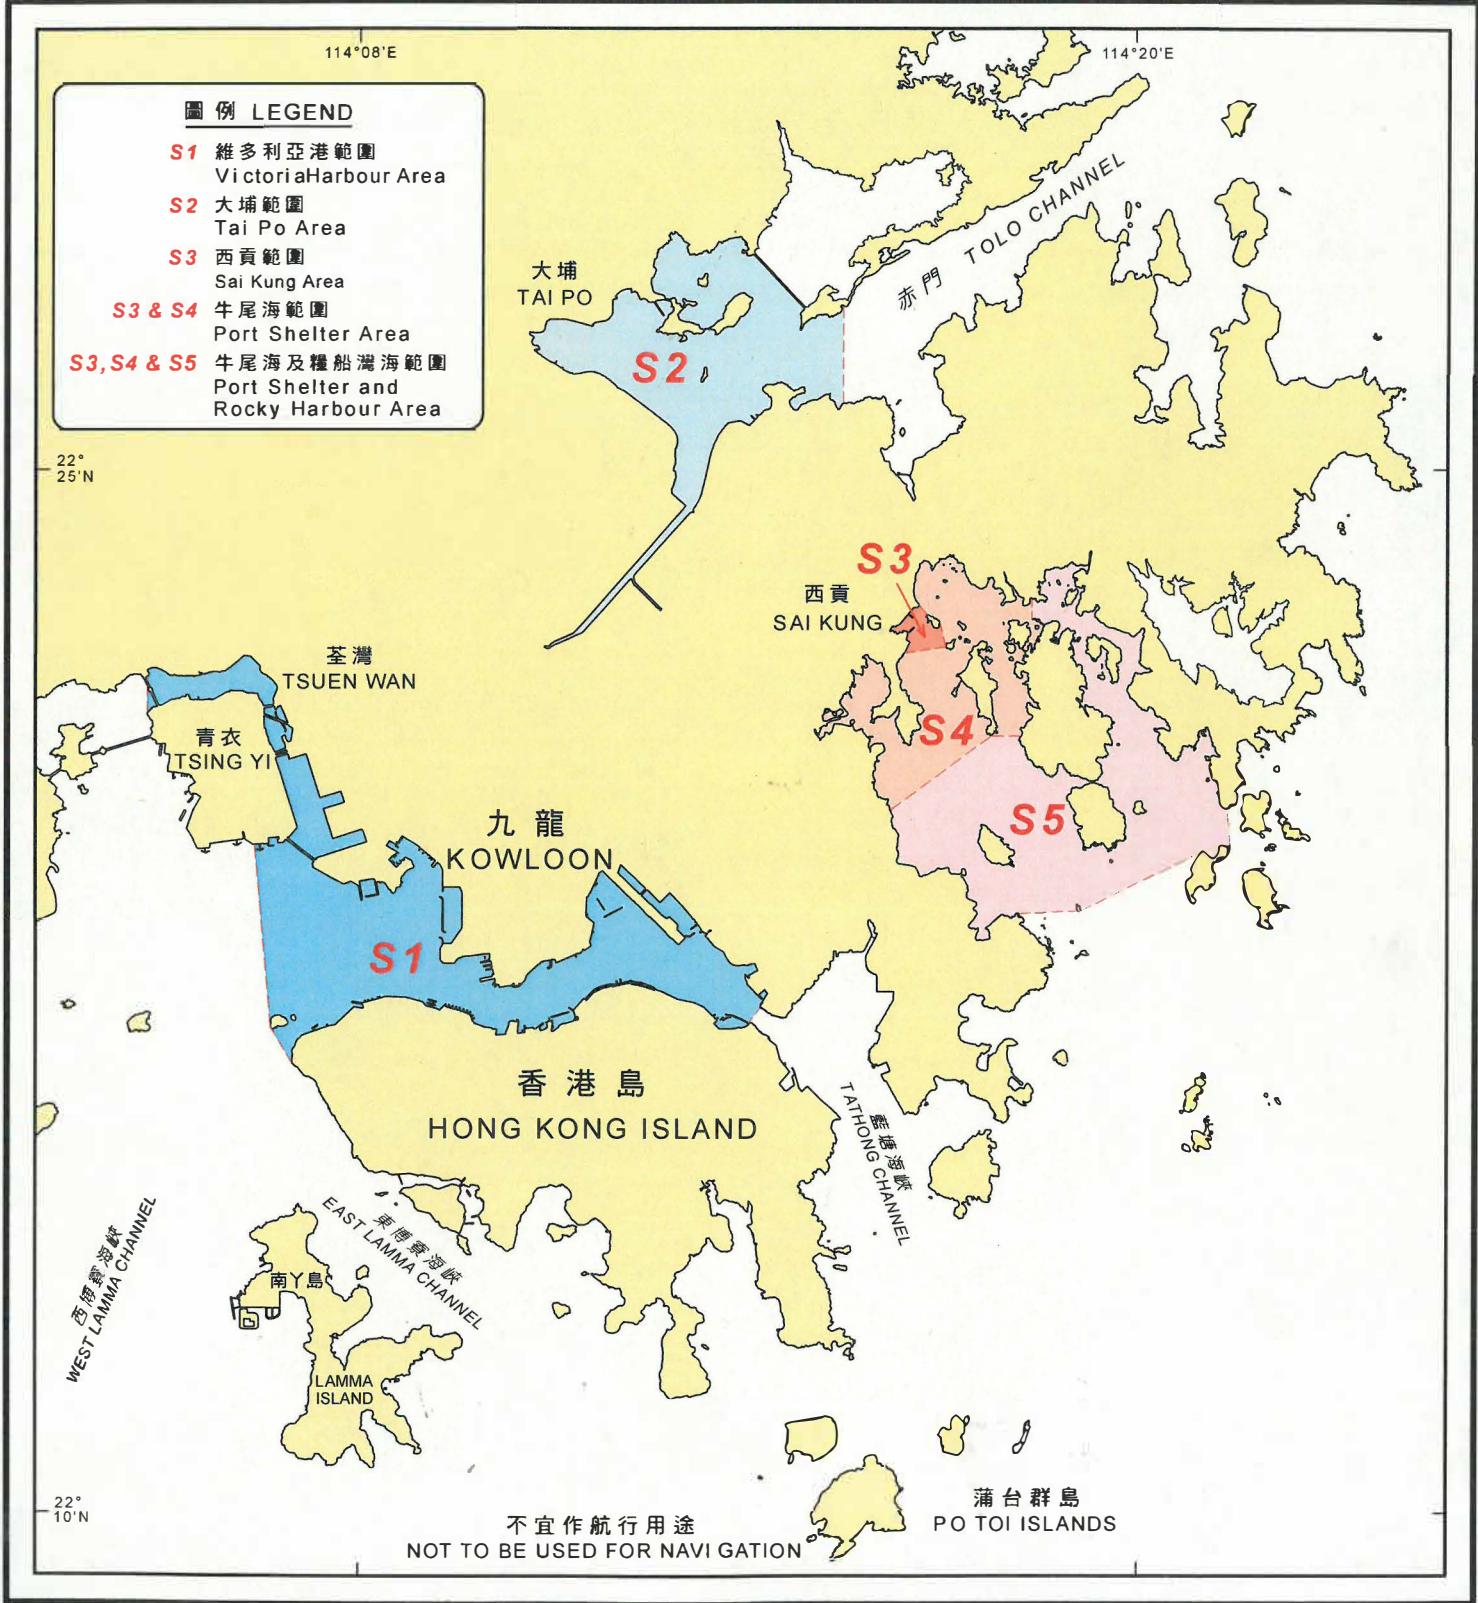 114°08'E
114°20'E
圖例 LEGEND
S1 維多利亞港範圍
VictoriaHarbour Area
S2 大埔範圍
Tai Po Area
S3 西貢範圍
Sai Kung Area
S3 & S4 牛尾海範圍
Port Shelter Area
S3, S4 & S5 牛尾海及糧船灣海範圍
Port Shelter and
Rocky Harbour Area
赤門 TOLO CHANNEL
大埔
TAI PO
S2
22°
25'N
S3
西貢
SAI KUNG
荃灣
TSUEN WAN
青衣
TSING YI
S4
S5
九龍
KOWLOON
S1
香港島
HONG KONG ISLAND
藍塘海峽
TATHONG CHANNEL
東博寮海峽
EAST LAMMA CHANNEL
西博寮海峽
WEST LAMMA CHANNEL
南丫島
LAMMA
ISLAND
22°
10'N
蒲台群島
PO TOI ISLANDS
不宜作航行用途
NOT TO BE USED FOR NAVIGATION